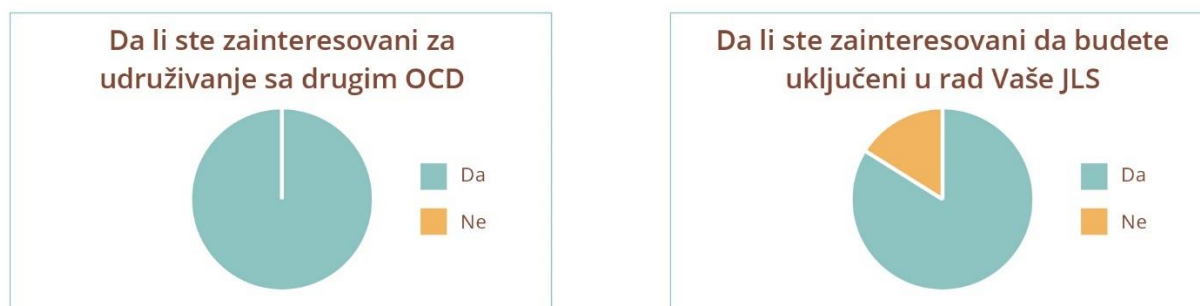 Da li ste zainteresovani za
udruživanje sa drugim OCD
Da
Ne
Da li ste zainteresovani da budete
uključeni u rad Vaše JLS
Da
Ne